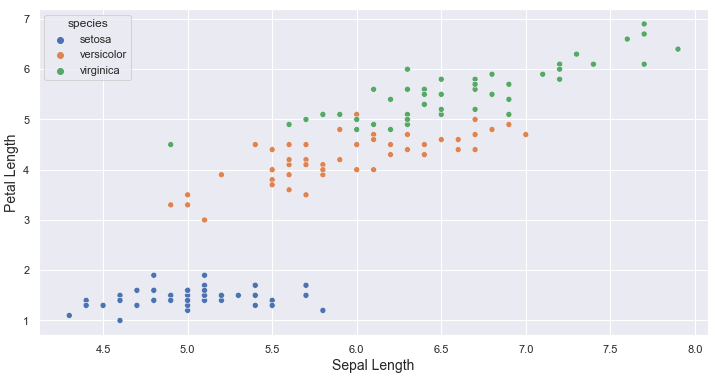 species
setosa
versicolor
virginica
7
6
5
4
3
2
1
Petal Length
4.5 5.0 5.5 6.0 6.5 7.0 7.5 8.0
Sepal Length